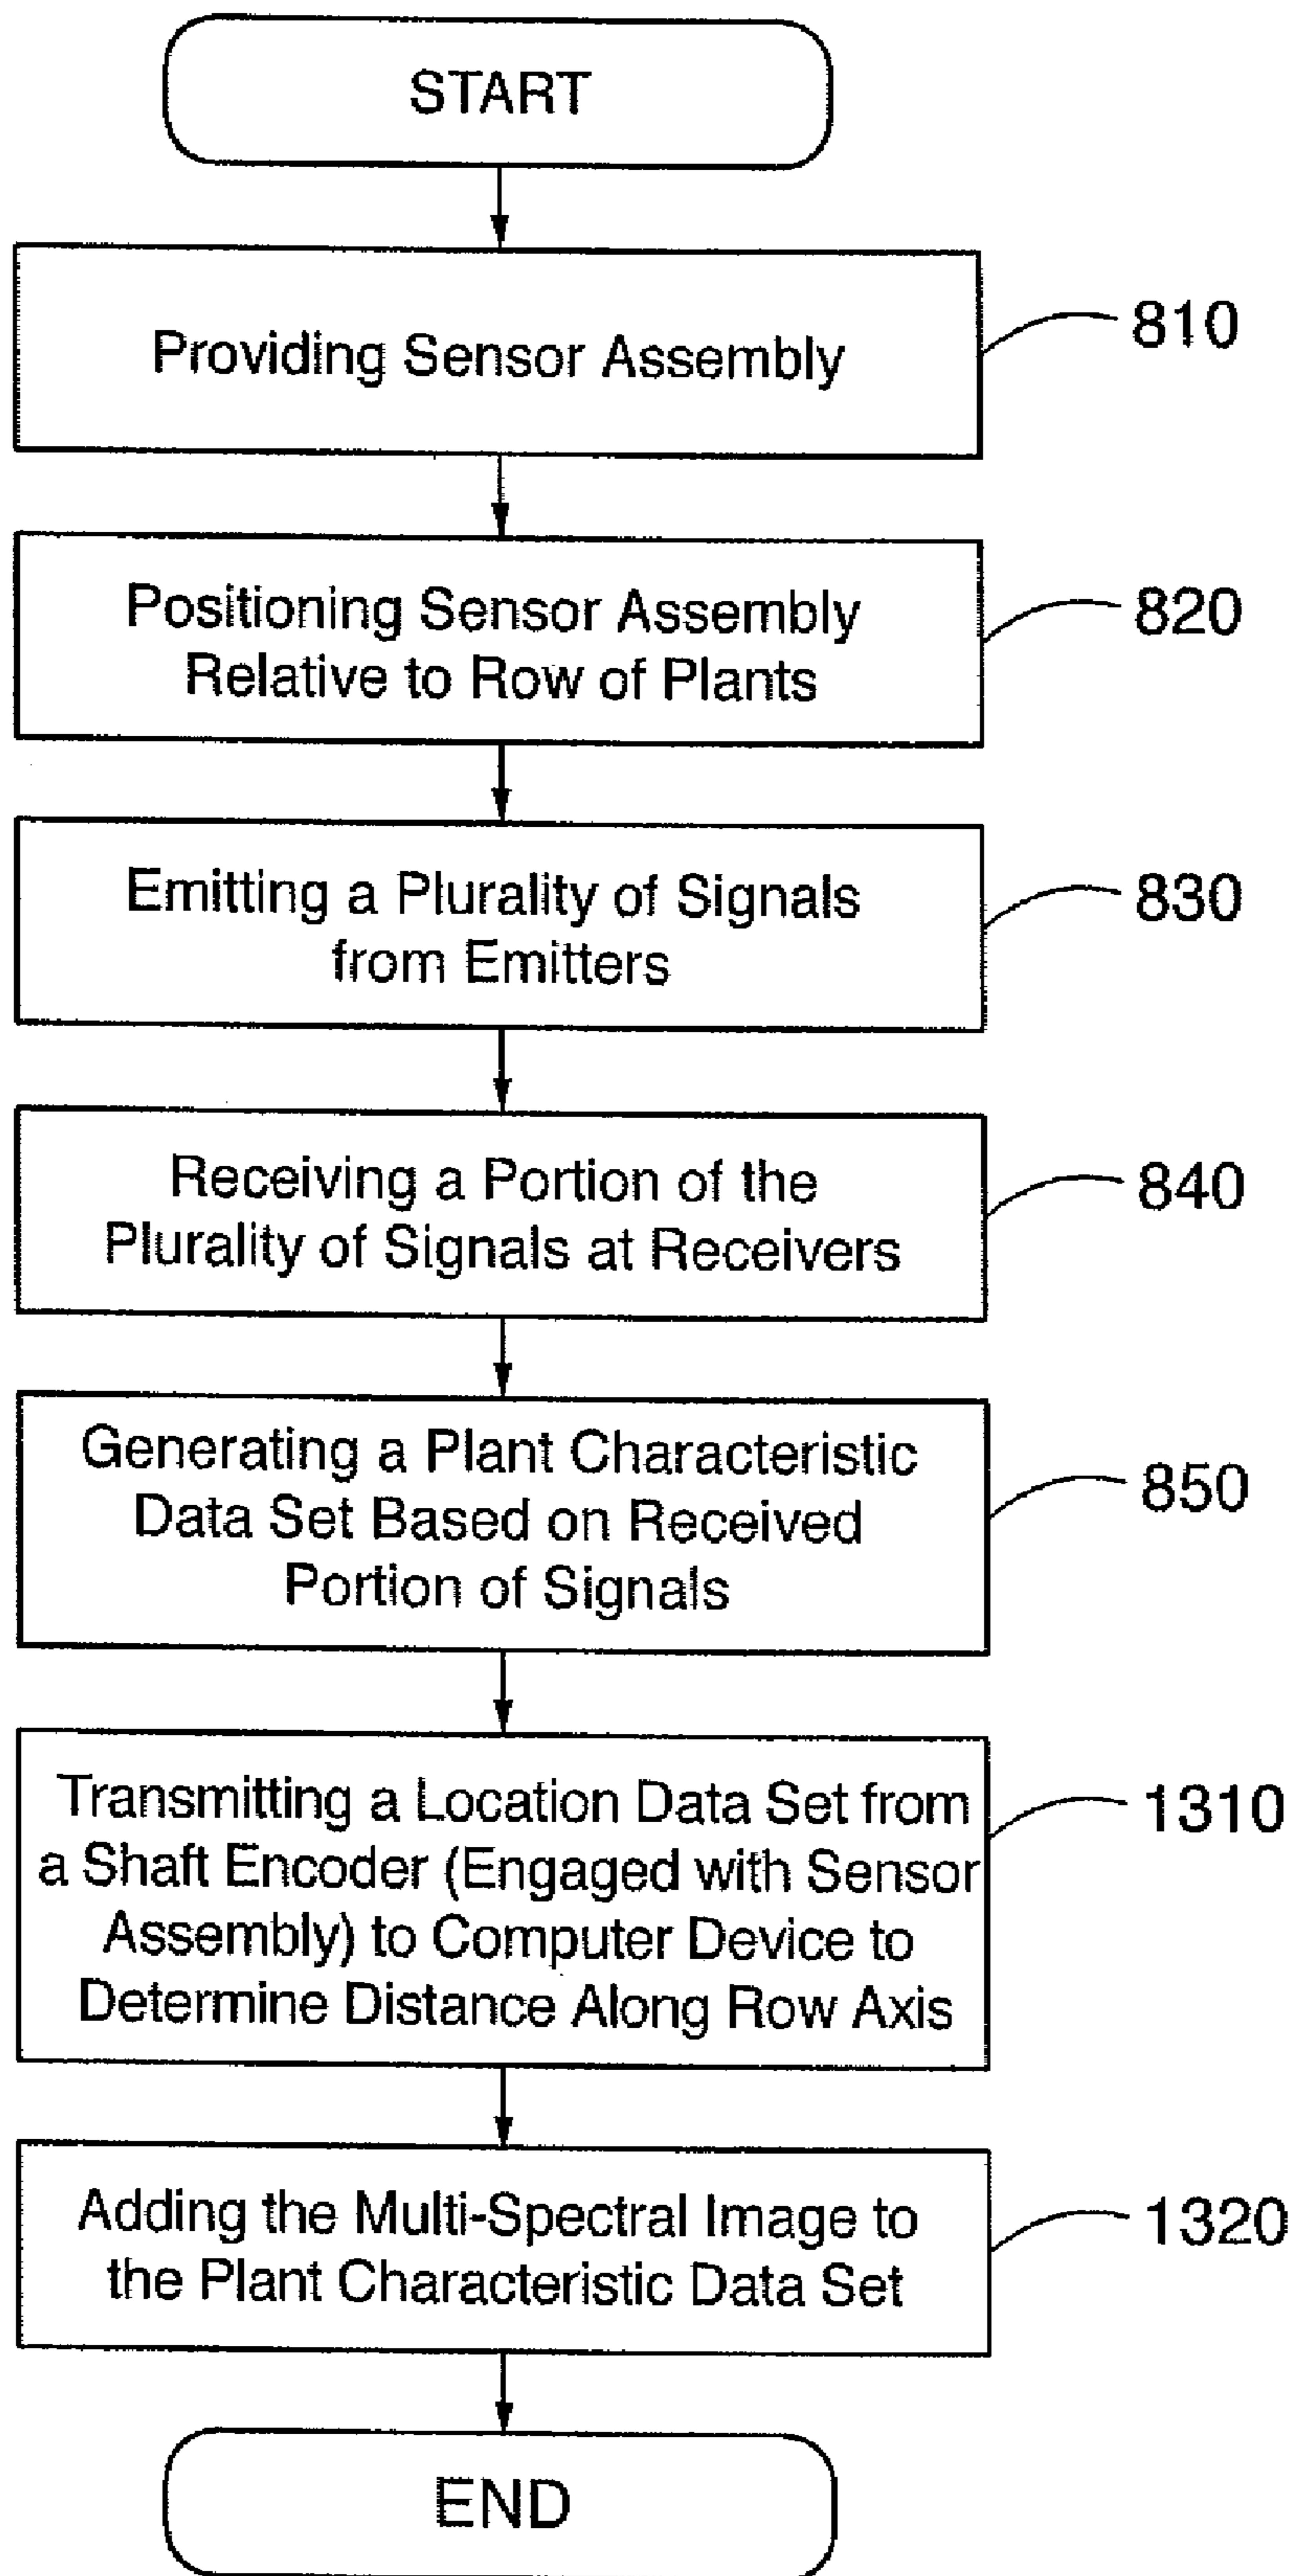 START
Providing Sensor Assembly
810
Positioning Sensor Assembly
Relative to Row of Plants
820
Emitting a Plurality of Signals
from Emitters
830
Receiving a Portion of the
Plurality of Signals at Receivers
840
Generating a Plant Characteristic
Data Set Based on Received
Portion of Signals
850
Transmitting a Location Data Set from
a Shaft Encoder (Engaged with Sensor
Assembly) to Computer Device to
Determine Distance Along Row Axis
1310
Adding the Multi-Spectral Image to
the Plant Characteristic Data Set
1320
END